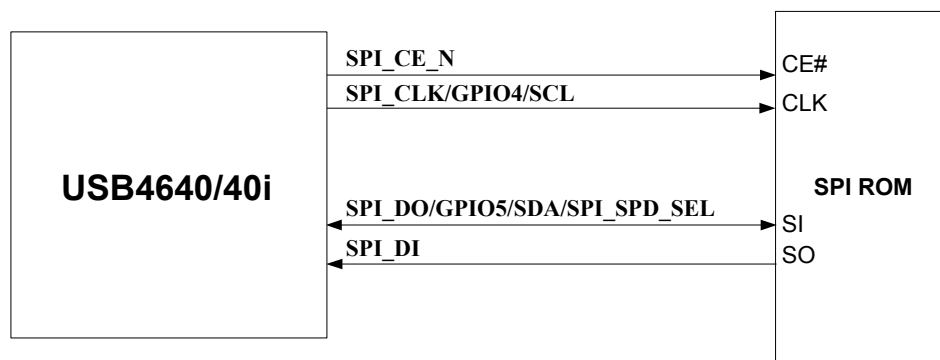 SPI_CE_N
CE#
SPI_CLK/GPIO4/SCL
CLK
USB4640/40i
SPI ROM
SPI_DO/GPIO5/SDA/SPI_SPD_SEL
SI
SPI_DI
SO